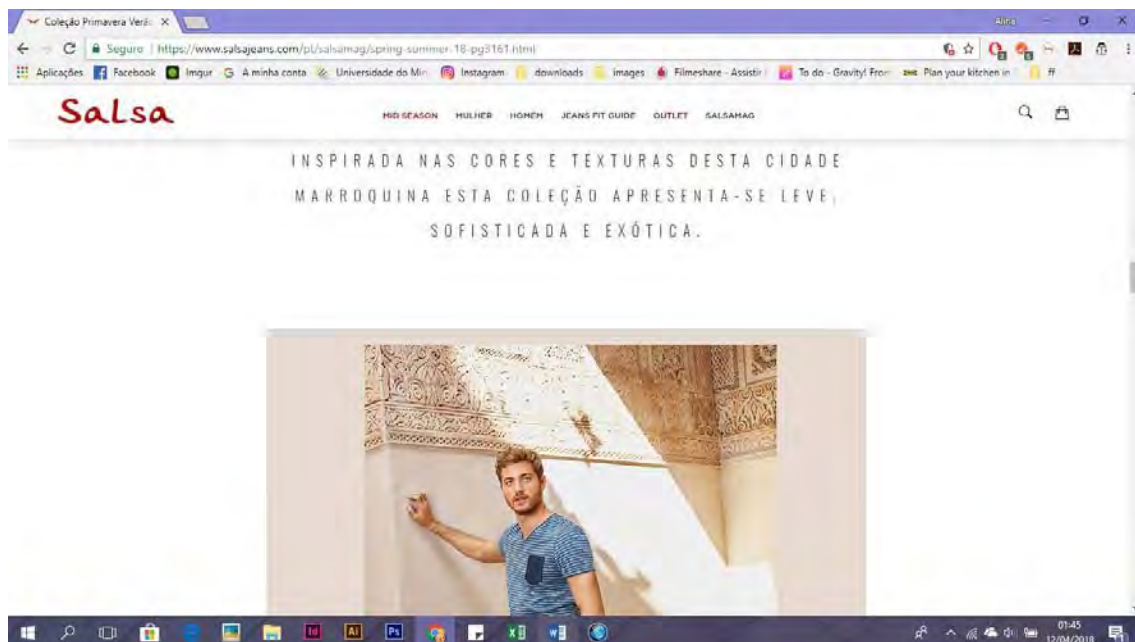 Coleção Primavera Verã
Seguro | https://www.salsajeans.com/pt/salsamag/spring-summer-18-pg3161.html
Aplicações Facebook Imgur A minha conta Universidade do Min Instagram downloads images Filmeshare - Assistir To do - Gravity! From Plan your kitchen in ff
Salsa
MID SEASON MULHER HOMEM JEANS FIT GUIDE OUTLET SALSAMAG
INSPIRADA NAS CORES E TEXTURAS DESTA CIDADE
MARROQUINA ESTA COLEÇÃO APRESENTA-SE LEVE,
SOFISTICADA E EXÓTICA.
Id Ai Ps
01:45
12/04/2018